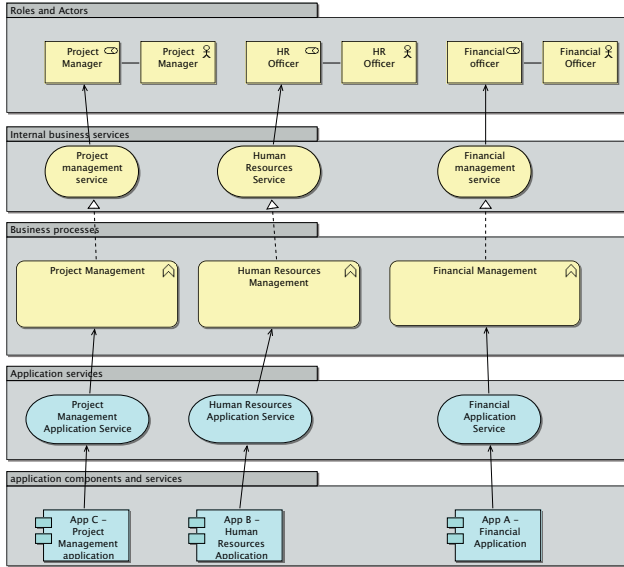 Roles and Actors
Project
Manager
Project
Manager
HR
Officer
HR
Officer
Financial
officer
Financial
Officer
Internal business services
Project
management
service
Human
Resources
Service
Financial
management
service
Business processes
Project Management
Human Resources
Management
Financial Management
Application services
Project
Management
Application Service
Human Resources
Application Service
Financial
Application
Service
application components and services
App C –
Project
Management
application
App B –
Human
Resources
Application
App A –
Financial
Application